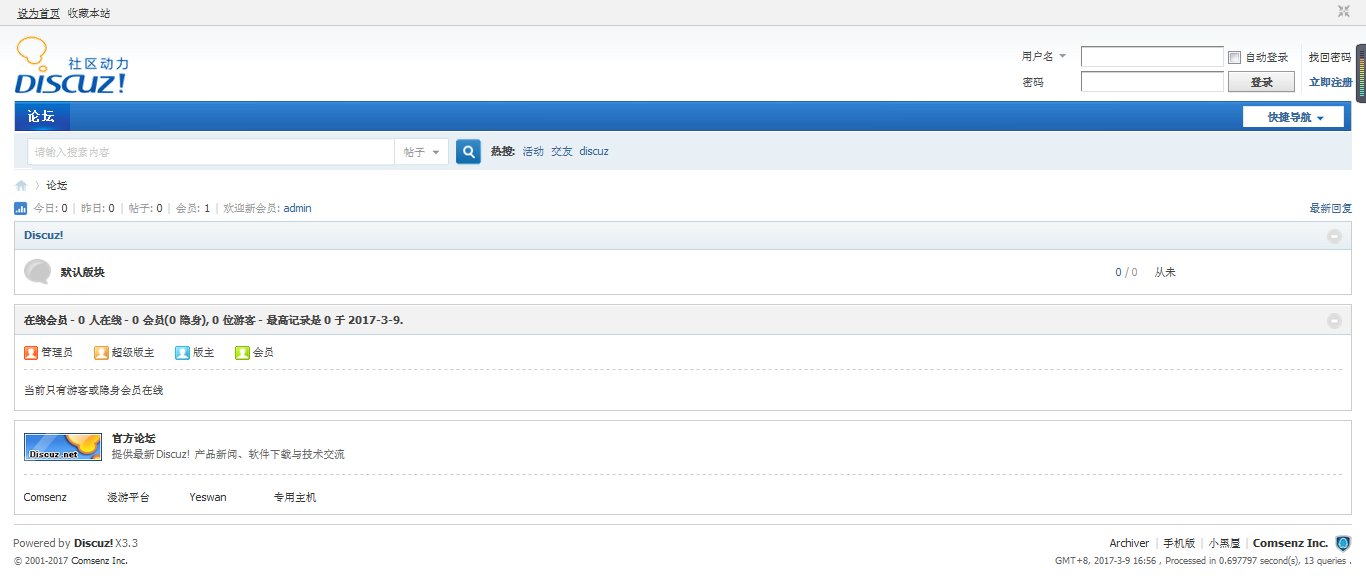 设为首页 收藏本站
社区动力
DISCUZ!
用户名 自动登录 找回密码
密码 登录 立即注册
论坛 快捷导航
请输入搜索内容 帖子 热搜: 活动 交友 discuz
论坛
今日: 0 | 昨日: 0 | 帖子: 0 | 会员: 1 | 欢迎新会员: admin 最新回复
Discuz!
默认版块 0 / 0 从未
在线会员 - 0 人在线 - 0 会员(0 隐身), 0 位游客 - 最高记录是 0 于 2017-3-9.
管理员 超级版主 版主 会员
当前只有游客或隐身会员在线
Discuz.net 官方论坛
提供最新 Discuz! 产品新闻、软件下载与技术交流
Comsenz 漫游平台 Yeswan 专用主机
Powered by Discuz! X3.3 Archiver | 手机版 | 小黑屋 | Comsenz Inc.
© 2001-2017 Comsenz Inc. GMT+8, 2017-3-9 16:56 , Processed in 0.697797 second(s), 13 queries .